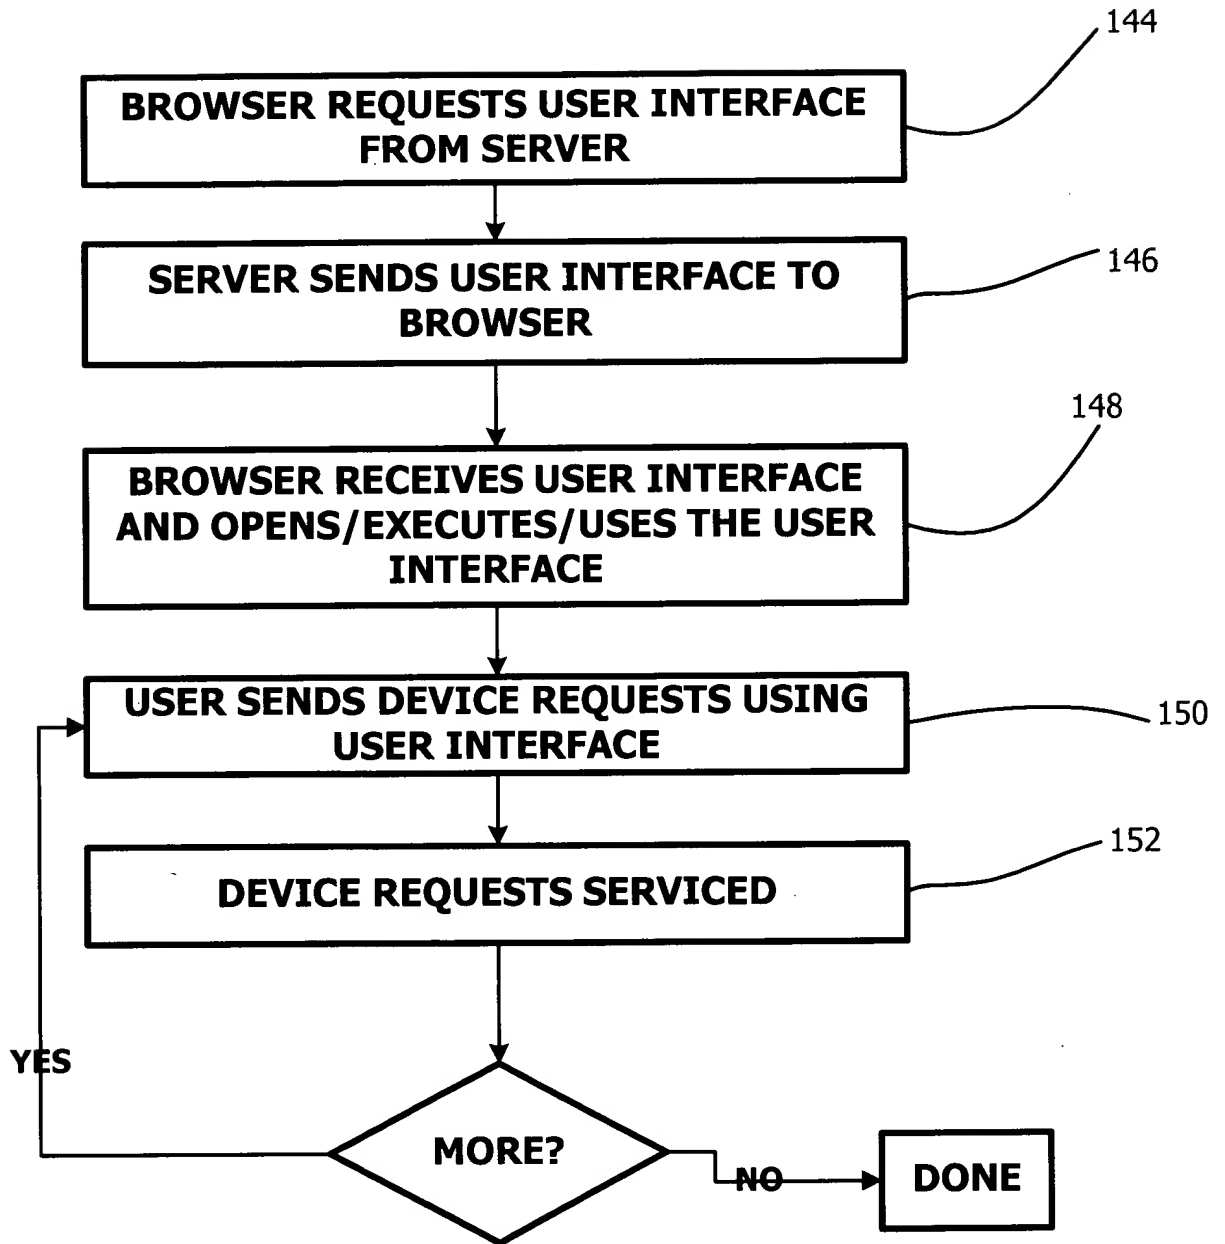 144
BROWSER REQUESTS USER INTERFACE
FROM SERVER
146
SERVER SENDS USER INTERFACE TO
BROWSER
148
BROWSER RECEIVES USER INTERFACE
AND OPENS/EXECUTES/USES THE USER
INTERFACE
150
USER SENDS DEVICE REQUESTS USING
USER INTERFACE
152
DEVICE REQUESTS SERVICED
YES
MORE?
NO
DONE